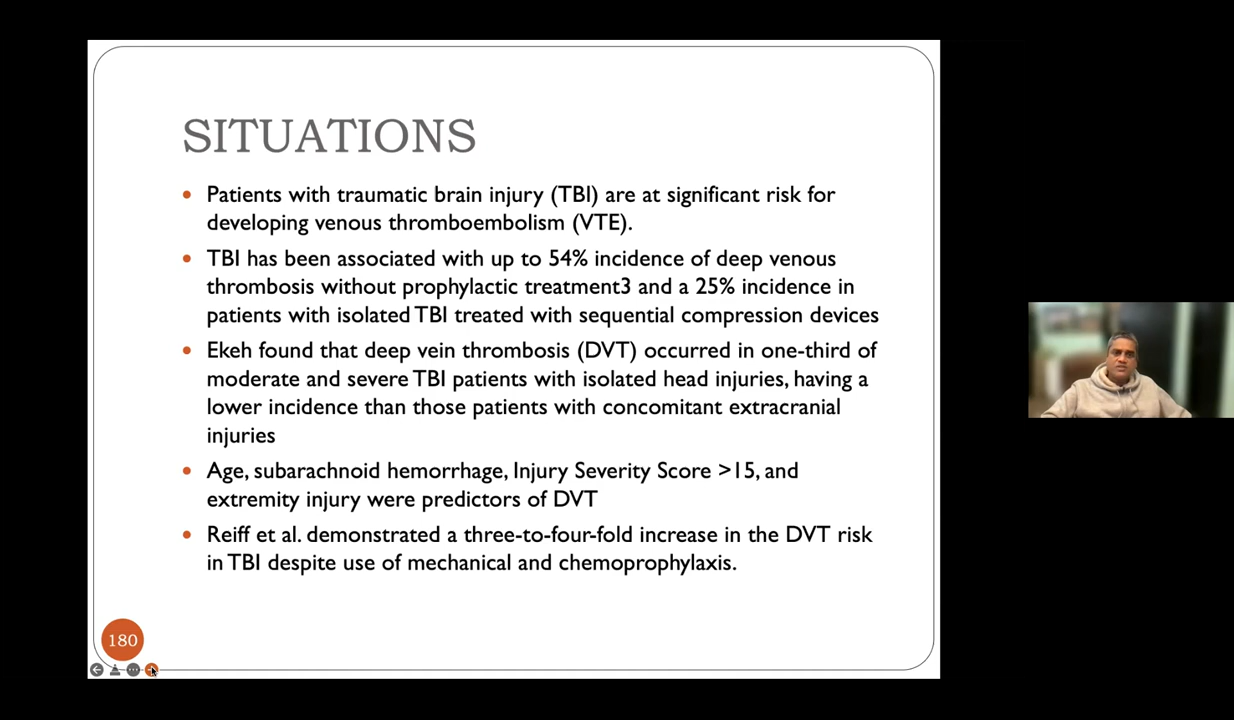 SITUATIONS
• Patients with traumatic brain injury (TBI) are at significant risk for
developing venous thromboembolism (VTE).
• TBI has been associated with up to 54% incidence of deep venous
thrombosis without prophylactic treatment3 and a 25% incidence in
patients with isolated TBI treated with sequential compression devices
• Ekeh found that deep vein thrombosis (DVT) occurred in one-third of
moderate and severe TBI patients with isolated head injuries, having a
lower incidence than those patients with concomitant extracranial
injuries
• Age, subarachnoid hemorrhage, Injury Severity Score >15, and
extremity injury were predictors of DVT
• Reiff et al. demonstrated a three-to-four-fold increase in the DVT risk
in TBI despite use of mechanical and chemoprophylaxis.
180